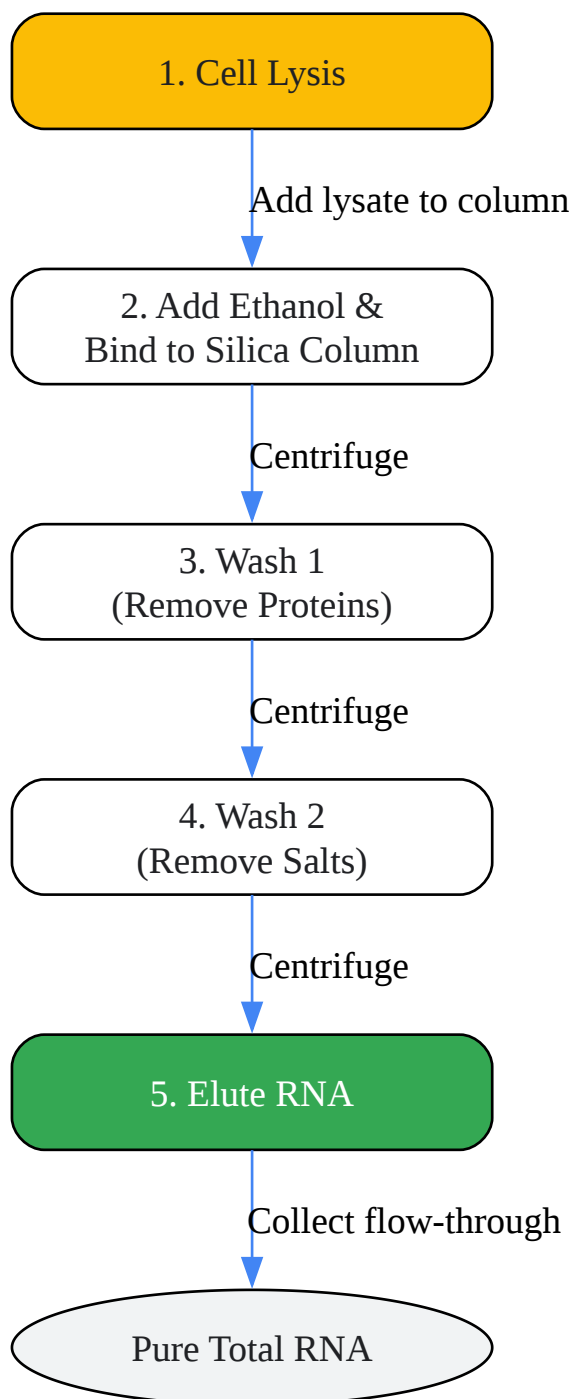 1. Cell Lysis
Add lysate to column
2. Add Ethanol &
Bind to Silica Column
Centrifuge
3. Wash 1
(Remove Proteins)
Centrifuge
4. Wash 2
(Remove Salts)
Centrifuge
5. Elute RNA
Collect flow-through
Pure Total RNA